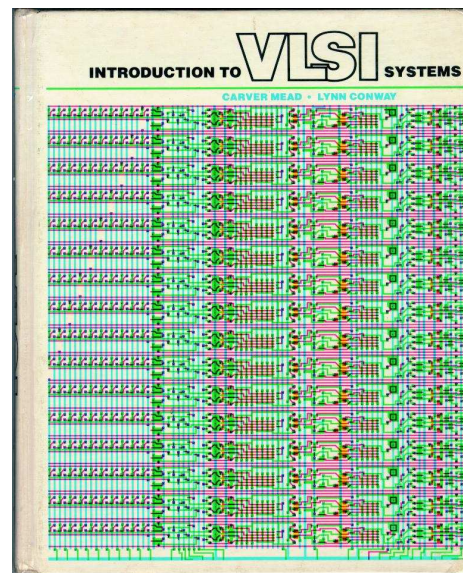 INTRODUCTION TO VLSI SYSTEMS
CARVER MEAD • LYNN CONWAY